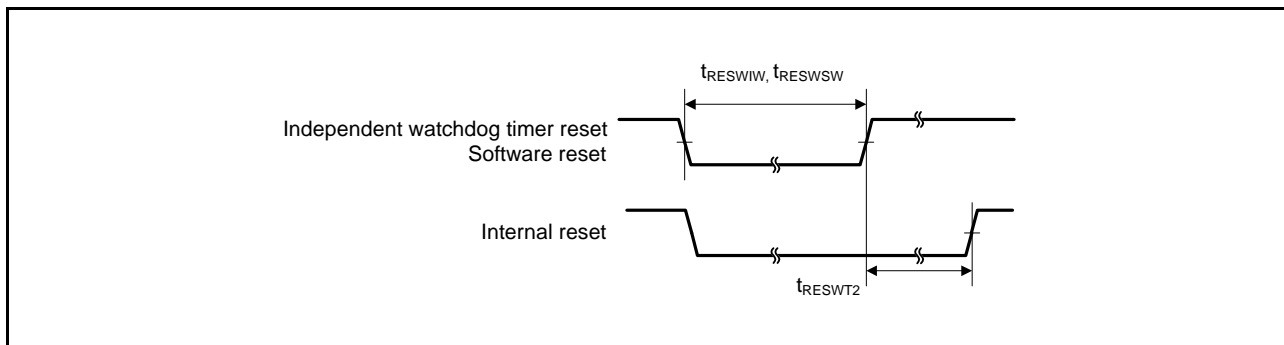 tRESWIW, tRESWSW
Independent watchdog timer reset
Software reset
Internal reset
tRESWT2